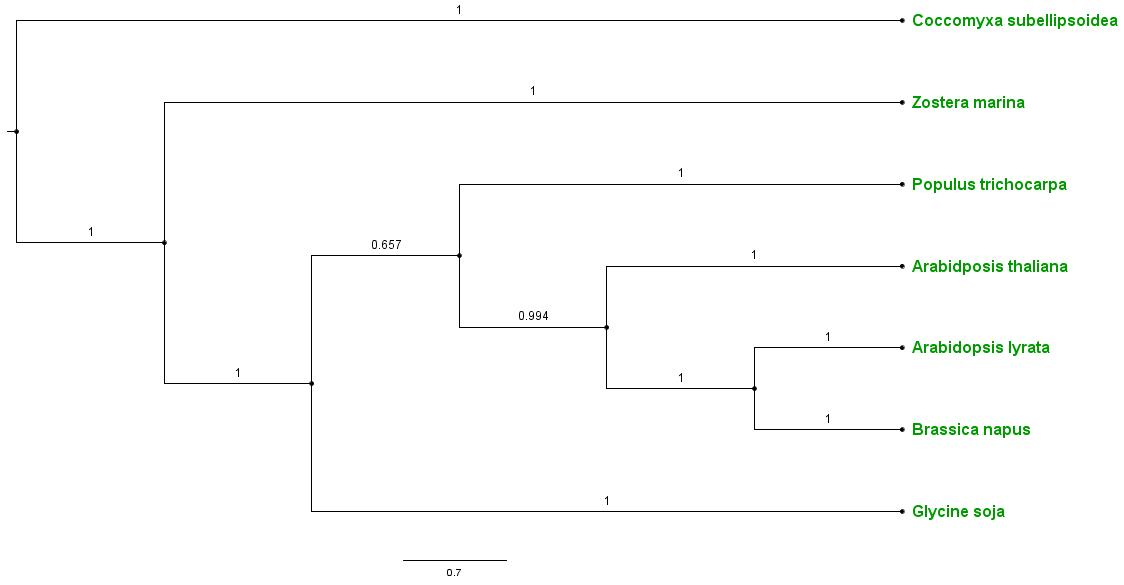 1
Coccomyxa subellipsoidea
1
Zostera marina
1
Populus trichocarpa
1
0.657
1
Arabidposis thaliana
0.994
1
Arabidopsis lyrata
1
1
1
Brassica napus
1
Glycine soja
0.7